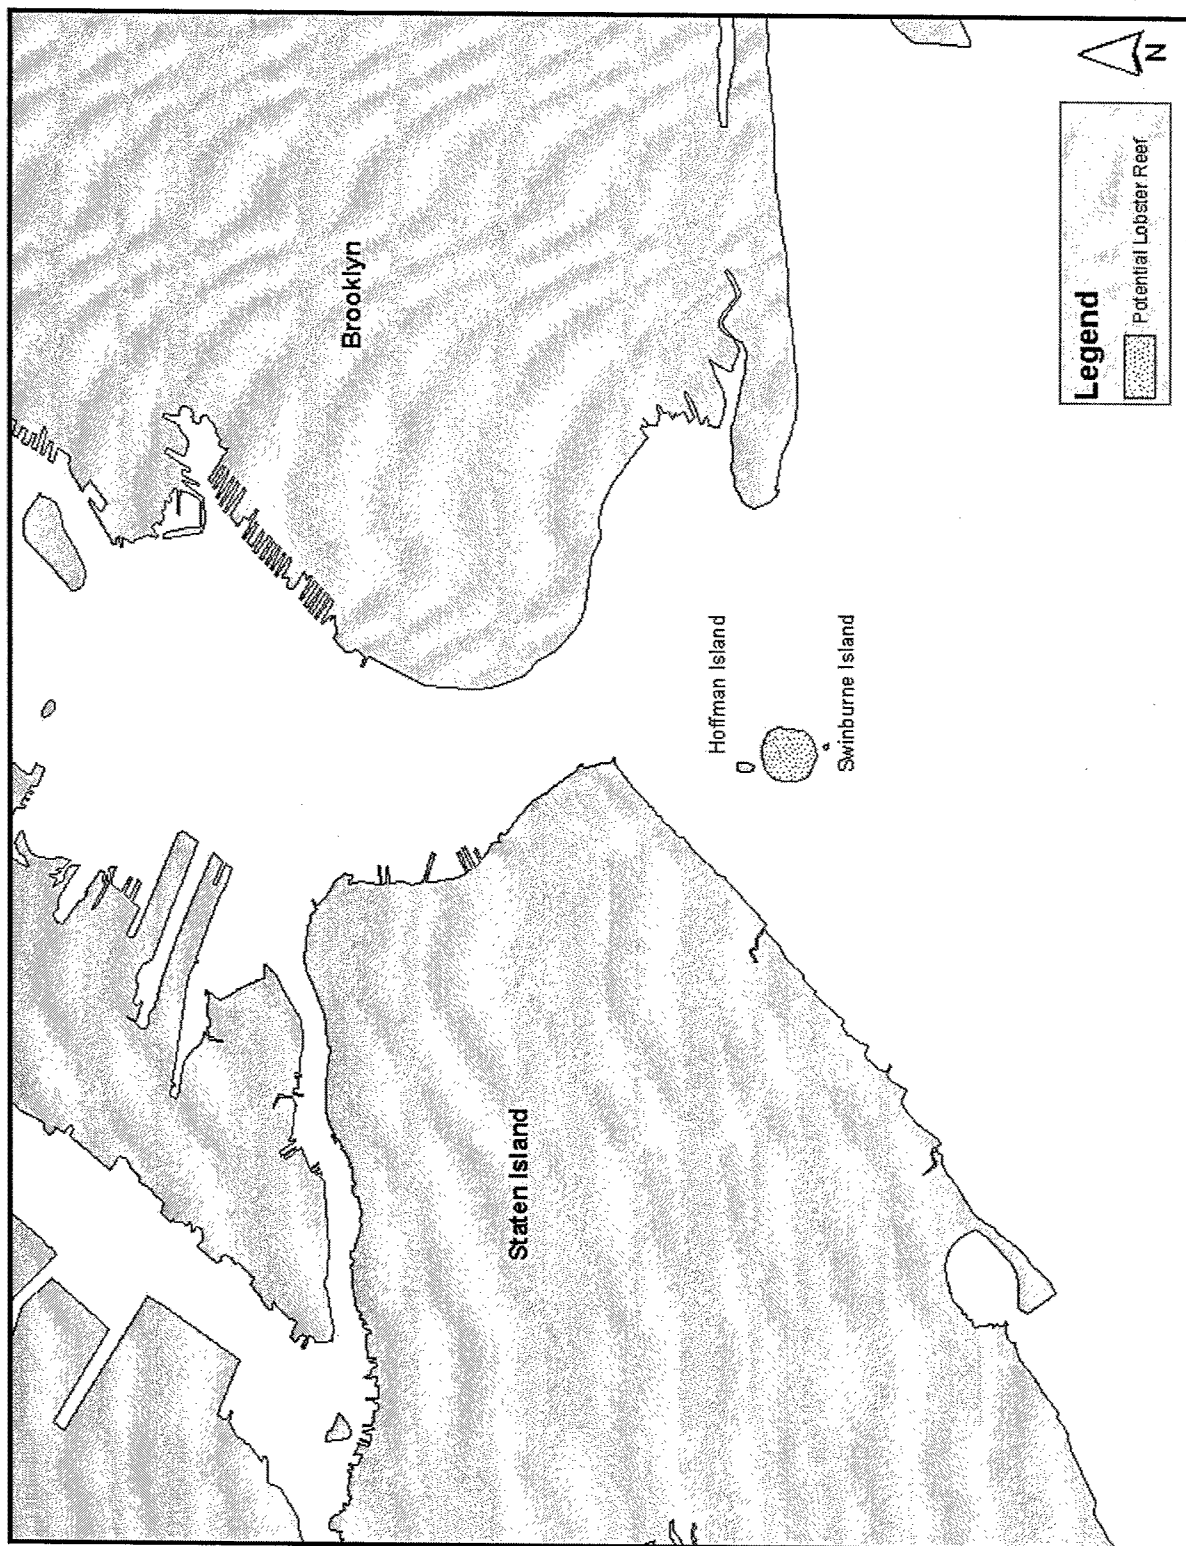 Brooklyn
Staten Island
Hoffman Island
Swinburne Island
Legend
Potential Lobster Reef
N